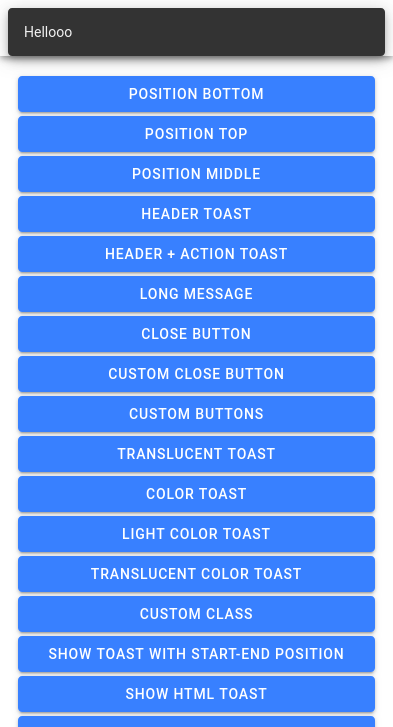 Hellooo
POSITION BOTTOM
POSITION TOP
POSITION MIDDLE
HEADER TOAST
HEADER + ACTION TOAST
LONG MESSAGE
CLOSE BUTTON
CUSTOM CLOSE BUTTON
CUSTOM BUTTONS
TRANSLUCENT TOAST
COLOR TOAST
LIGHT COLOR TOAST
TRANSLUCENT COLOR TOAST
CUSTOM CLASS
SHOW TOAST WITH START-END POSITION
SHOW HTML TOAST